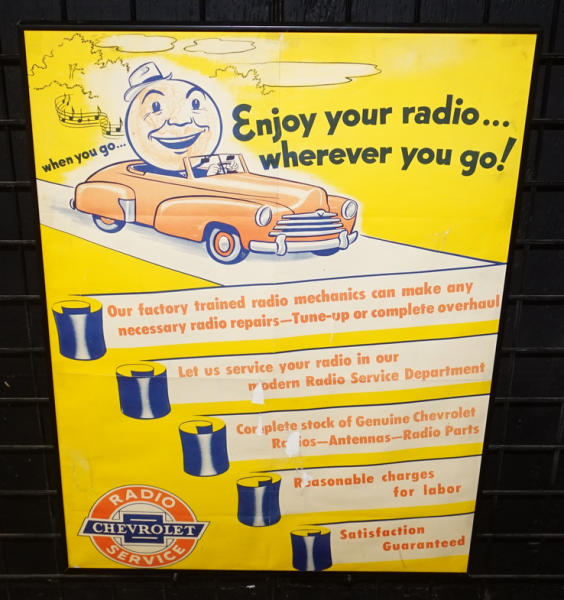 Enjoy your radio...
wherever you go!
when you go...
Our factory trained radio mechanics can make any
necessary radio repairs—Tune-up or complete overhaul
Let us service your radio in our
modern Radio Service Department
Complete stock of Genuine Chevrolet
Radios—Antennas—Radio Parts
Reasonable charges
for labor
Satisfaction
Guaranteed
RADIO
CHEVROLET
SERVICE